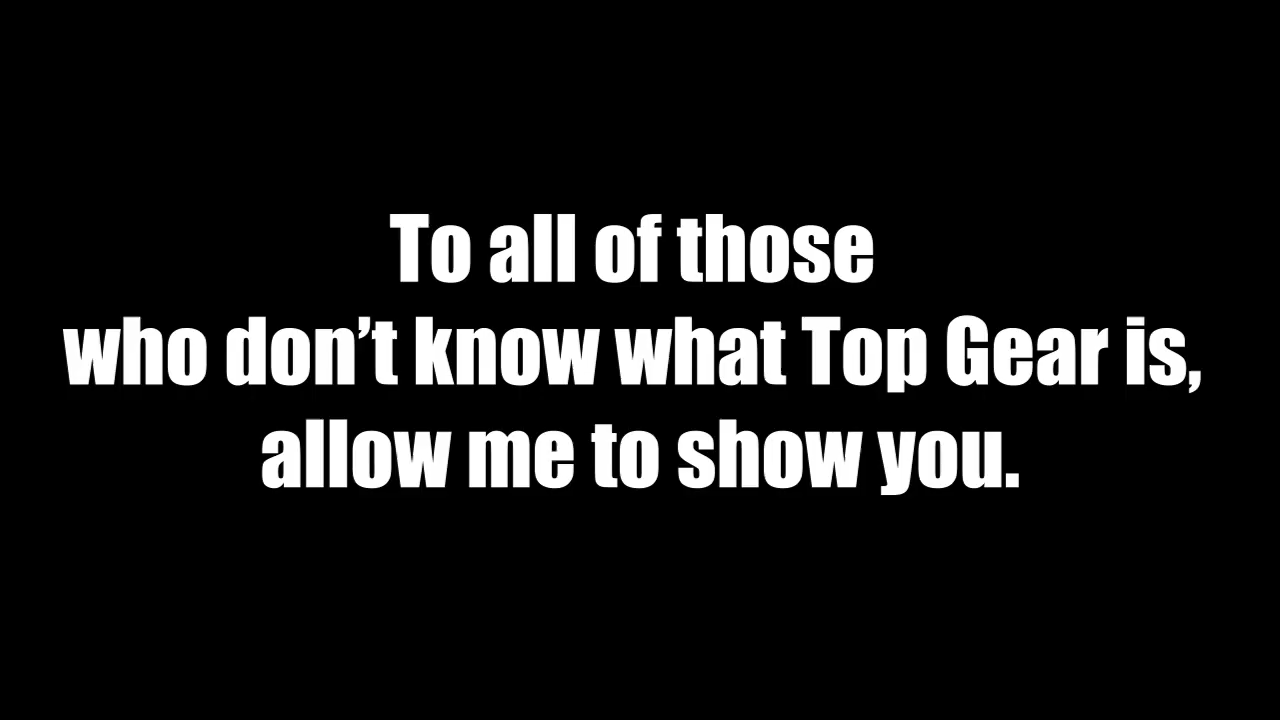 To all of those
who don’t know what Top Gear is,
allow me to show you.